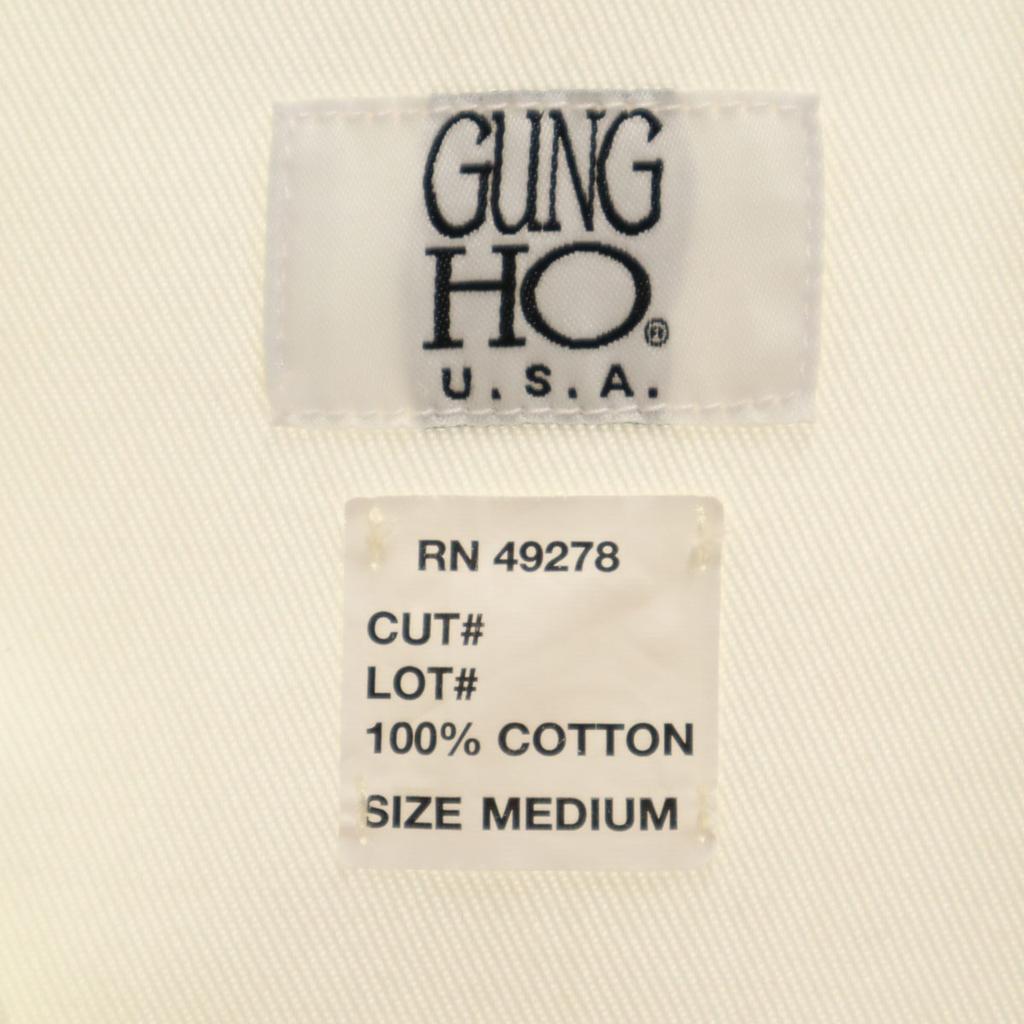 GUNG
HO®
U.S.A.
RN 49278
CUT#
LOT#
100% COTTON
SIZE MEDIUM